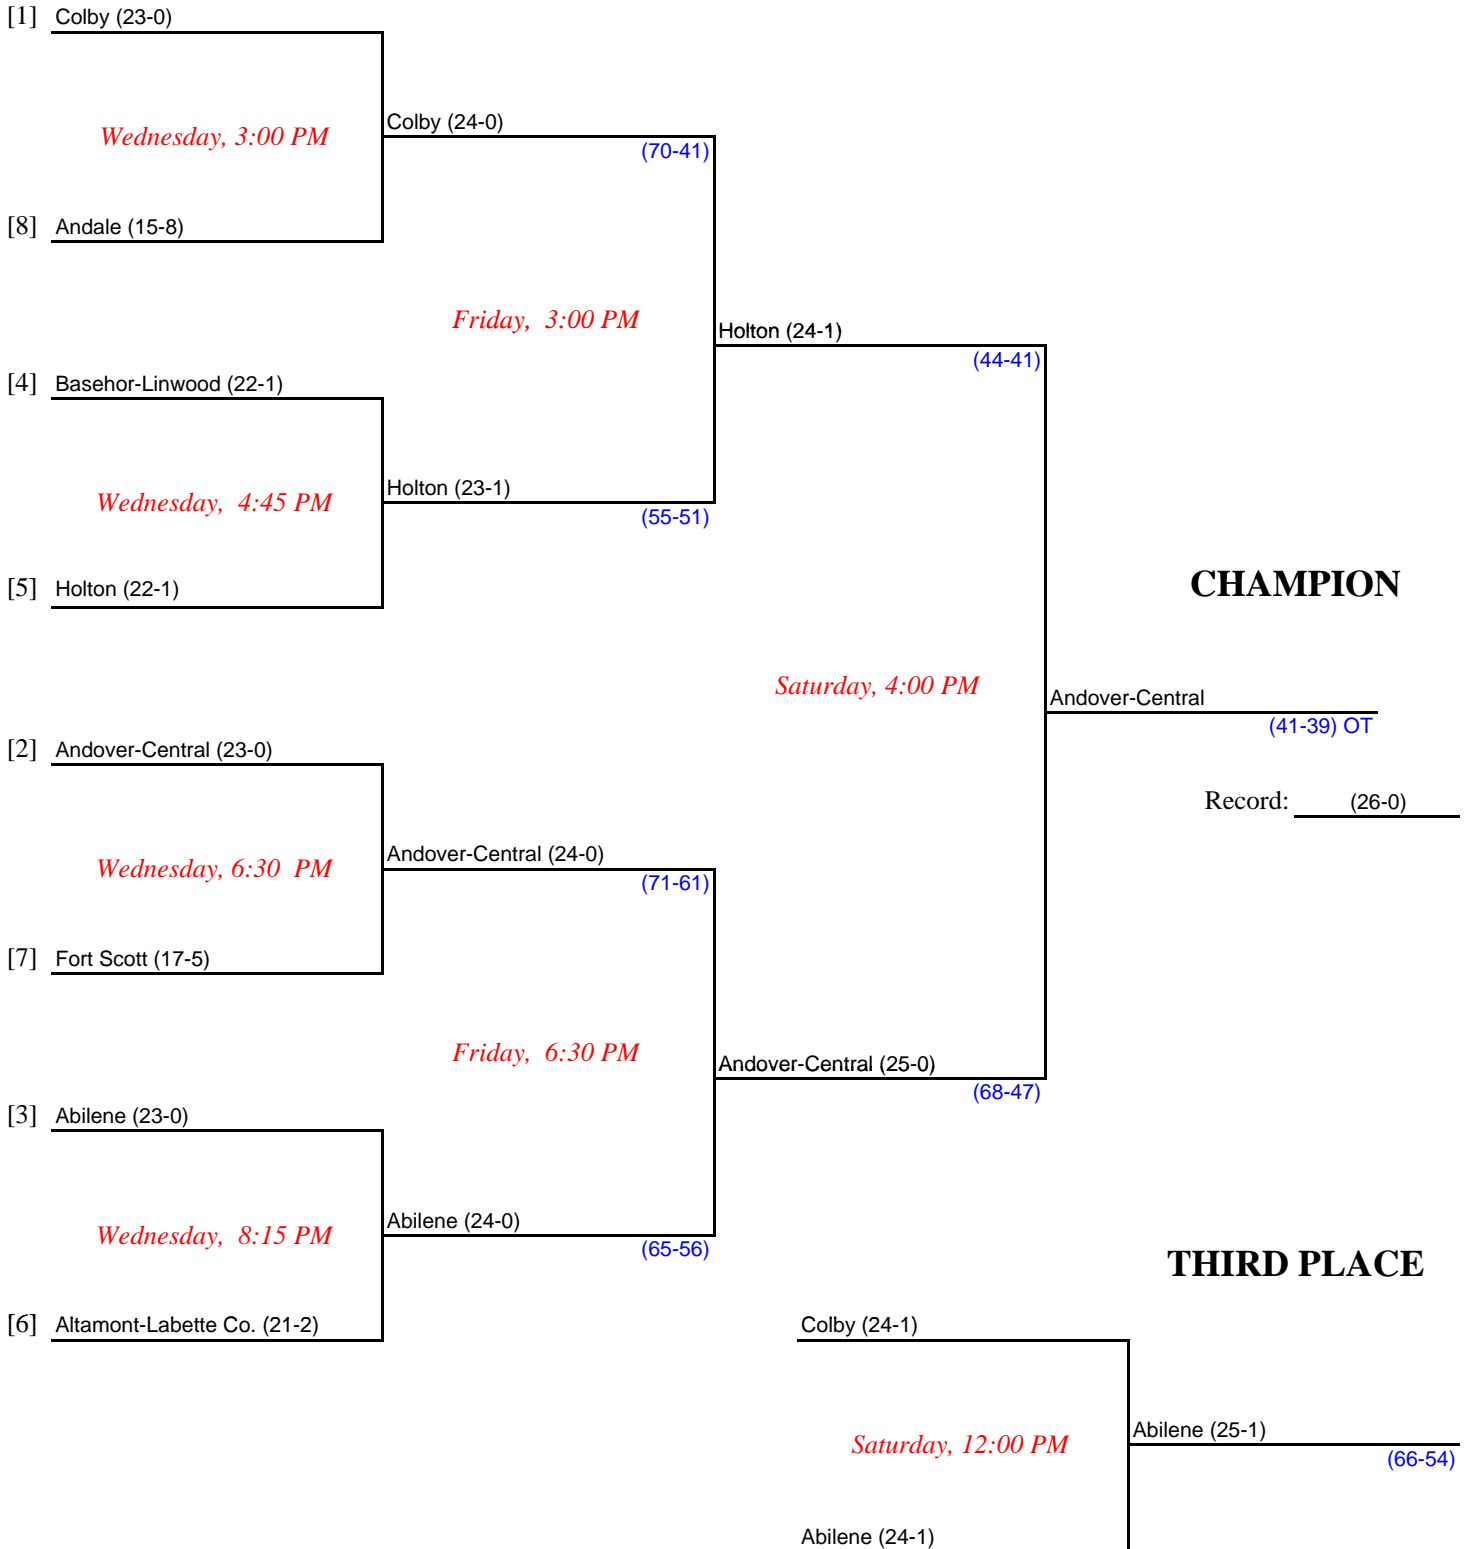 [1] Colby (23-0)
Wednesday, 3:00 PM
Colby (24-0)
(70-41)
[8] Andale (15-8)
Friday, 3:00 PM
Holton (24-1)
(44-41)
[4] Basehor-Linwood (22-1)
Wednesday, 4:45 PM
Holton (23-1)
(55-51)
[5] Holton (22-1)
CHAMPION
Saturday, 4:00 PM
Andover-Central
(41-39) OT
Record: (26-0)
[2] Andover-Central (23-0)
Wednesday, 6:30 PM
Andover-Central (24-0)
(71-61)
[7] Fort Scott (17-5)
Friday, 6:30 PM
Andover-Central (25-0)
(68-47)
[3] Abilene (23-0)
Wednesday, 8:15 PM
Abilene (24-0)
(65-56)
[6] Altamont-Labette Co. (21-2)
THIRD PLACE
Colby (24-1)
Saturday, 12:00 PM
Abilene (25-1)
(66-54)
Abilene (24-1)